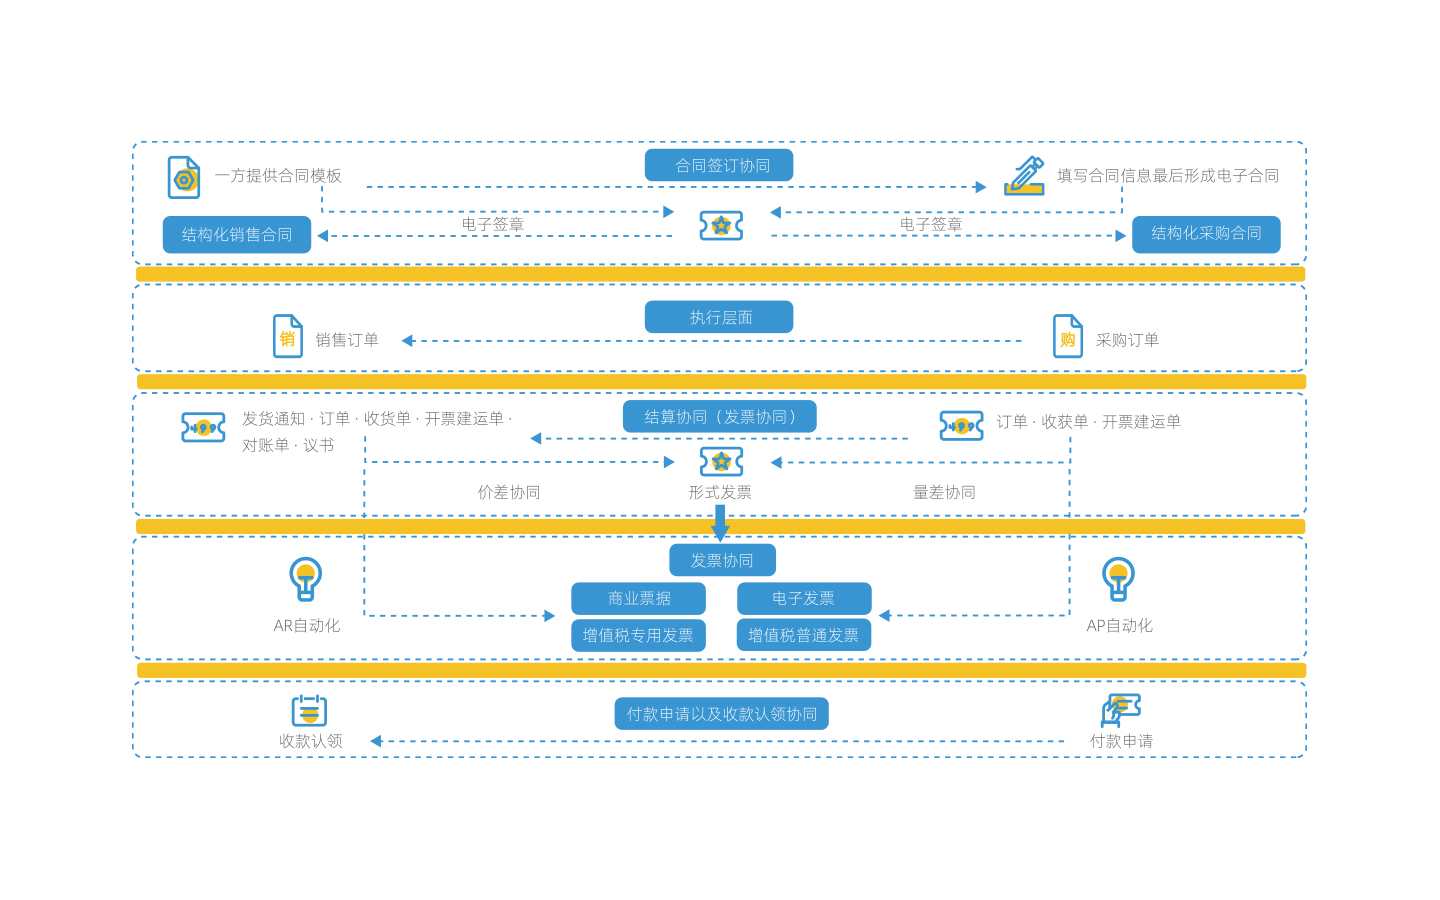 合同签订协同
一方提供合同模板
填写合同信息最后形成电子合同
电子签章
电子签章
结构化销售合同
结构化采购合同
执行层面
销
销售订单
购
采购订单
结算协同（发票协同）
发货通知 · 订单 · 收货单 · 开票建运单 ·
对账单 · 议书
订单 · 收获单 · 开票建运单
价差协同
形式发票
量差协同
发票协同
商业票据
电子发票
增值税专用发票
增值税普通发票
AR自动化
AP自动化
付款申请以及收款认领协同
收款认领
付款申请